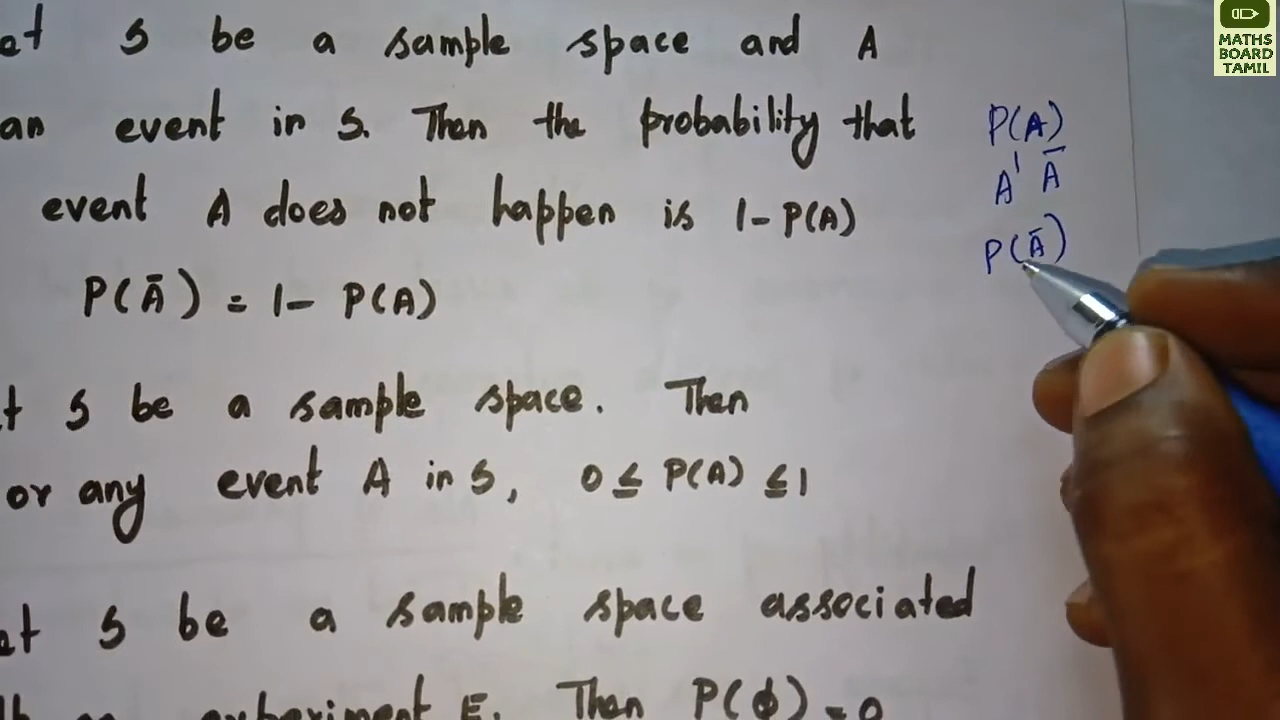 et S be a sample space and A
an event in S. Then the probability that
event A does not happen is 1 - P(A)
P(Ā) = 1 - P(A)
t S be a sample space. Then
or any event A in S, 0 ≤ P(A) ≤ 1
et S be a sample space associated
experiment E. Then P(ϕ) = 0
P(A)
A' Ā
P(Ā)
MATHS
BOARD
TAMIL